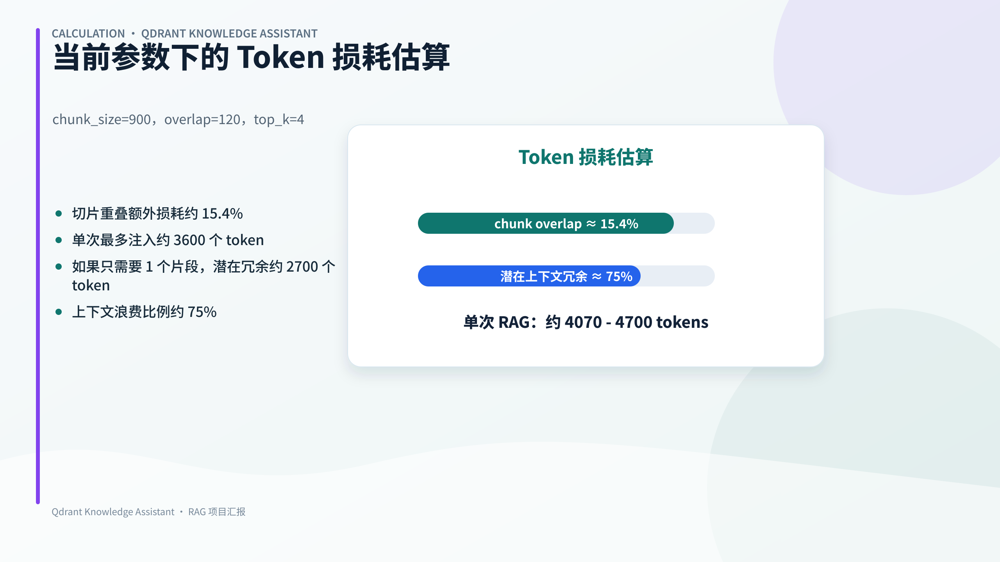 CALCULATION · QDRANT KNOWLEDGE ASSISTANT
当前参数下的 Token 损耗估算
chunk_size=900，overlap=120，top_k=4
切片重叠额外损耗约 15.4%
单次最多注入约 3600 个 token
如果只需要 1 个片段，潜在冗余约 2700 个
token
上下文浪费比例约 75%
Token 损耗估算
chunk overlap ≈ 15.4%
潜在上下文冗余 ≈ 75%
单次 RAG：约 4070 - 4700 tokens
Qdrant Knowledge Assistant · RAG 项目汇报